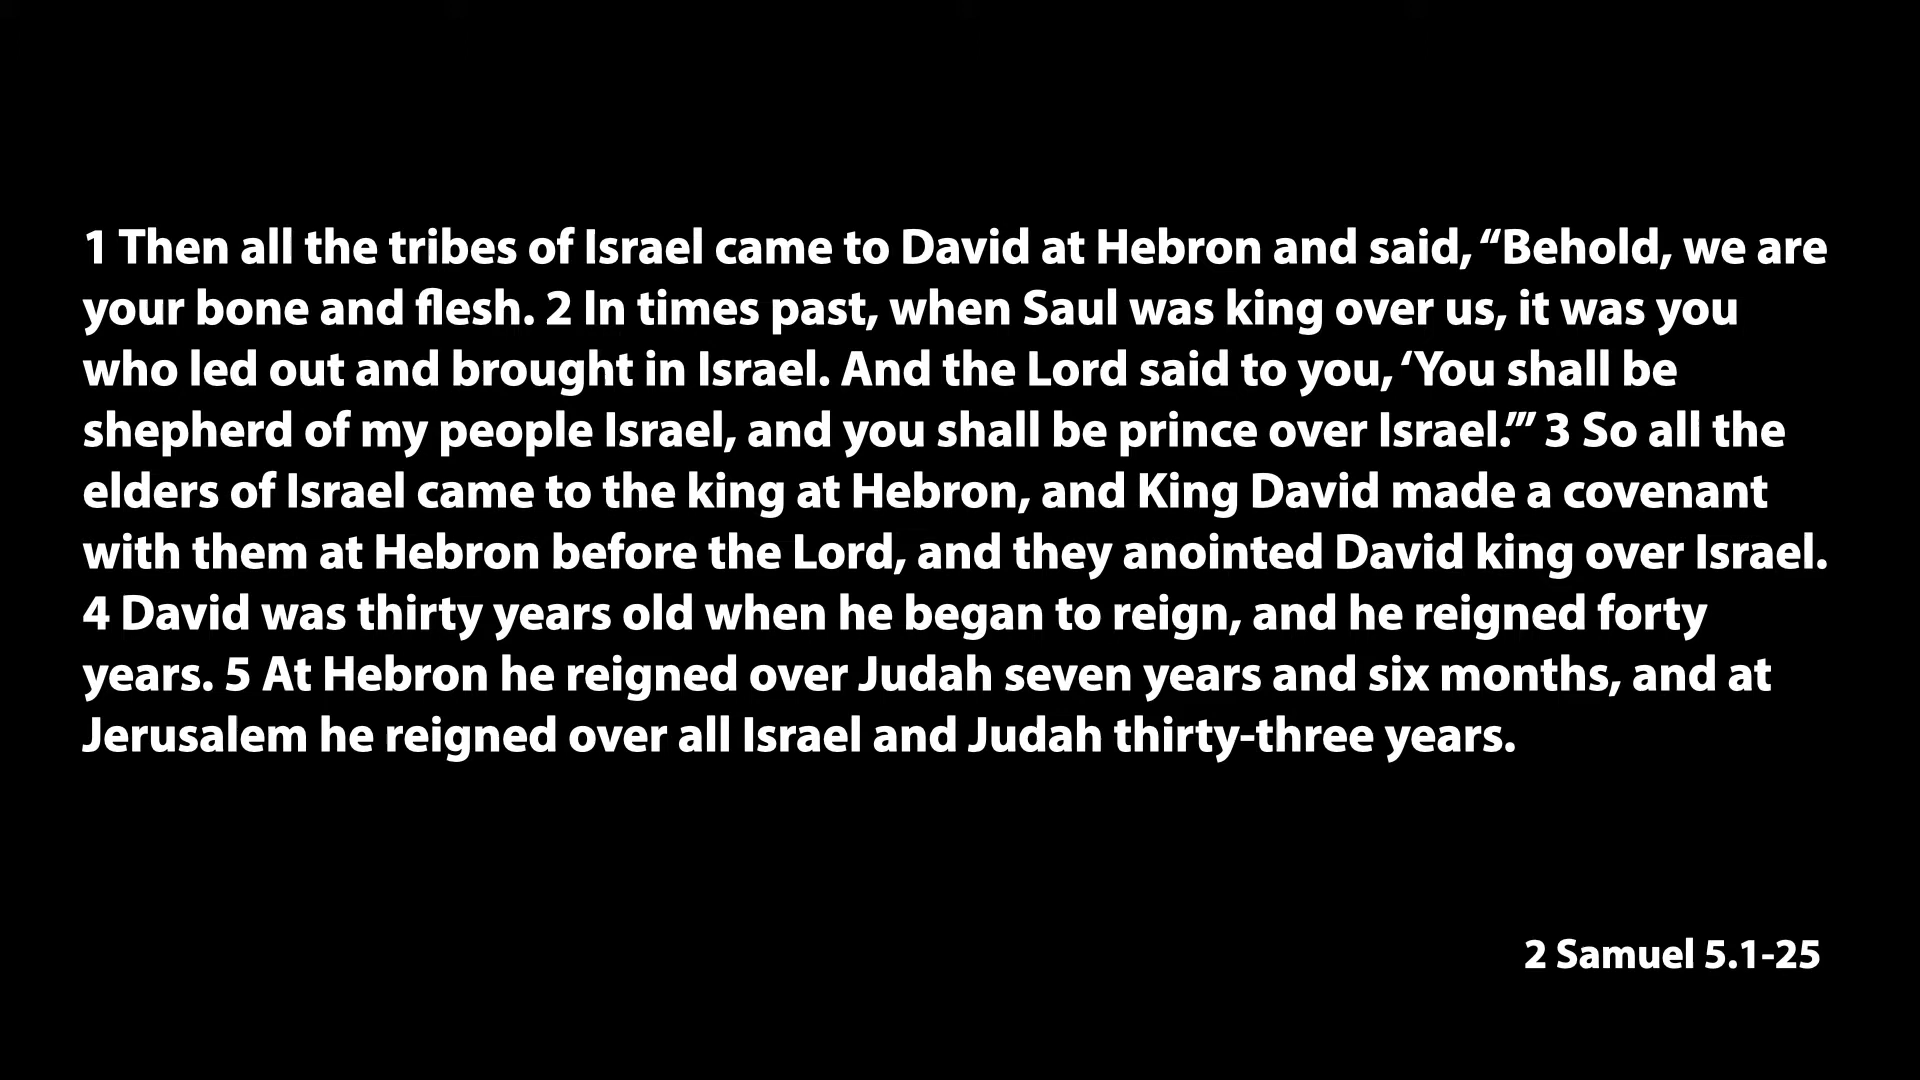 1 Then all the tribes of Israel came to David at Hebron and said, “Behold, we are
your bone and flesh. 2 In times past, when Saul was king over us, it was you
who led out and brought in Israel. And the Lord said to you, ‘You shall be
shepherd of my people Israel, and you shall be prince over Israel.’” 3 So all the
elders of Israel came to the king at Hebron, and King David made a covenant
with them at Hebron before the Lord, and they anointed David king over Israel.
4 David was thirty years old when he began to reign, and he reigned forty
years. 5 At Hebron he reigned over Judah seven years and six months, and at
Jerusalem he reigned over all Israel and Judah thirty-three years.
2 Samuel 5.1-25